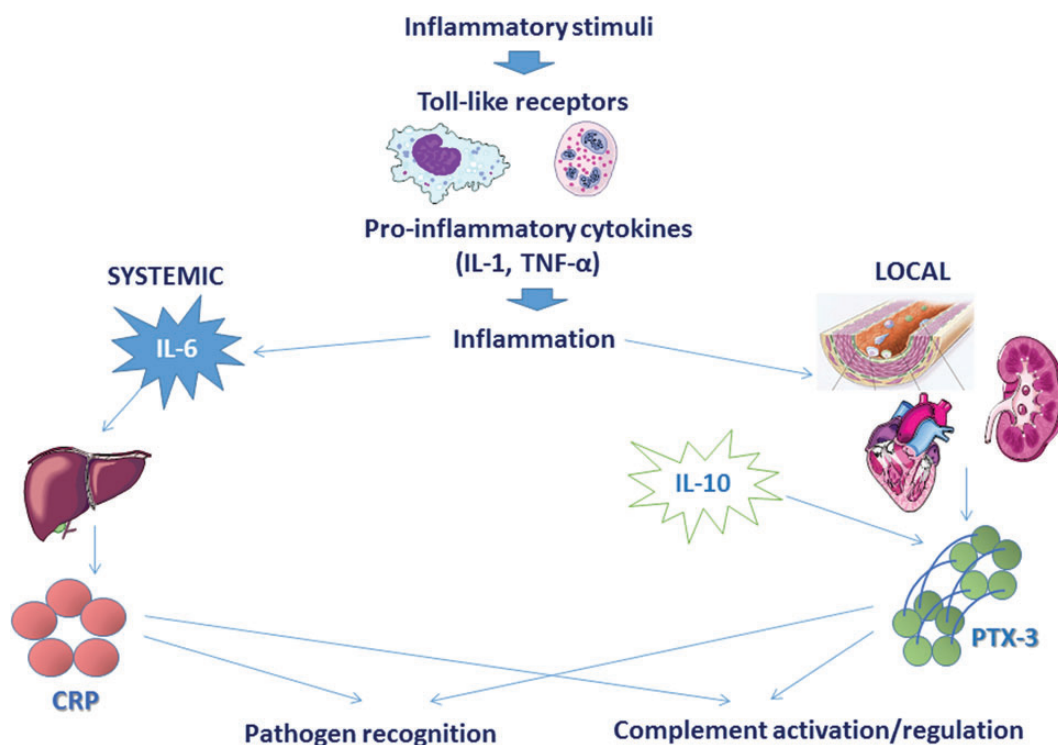 Inflammatory stimuli
Toll-like receptors
Pro-inflammatory cytokines
(IL-1, TNF-α)
SYSTEMIC
LOCAL
IL-6
Inflammation
IL-10
CRP
PTX-3
Pathogen recognition
Complement activation/regulation